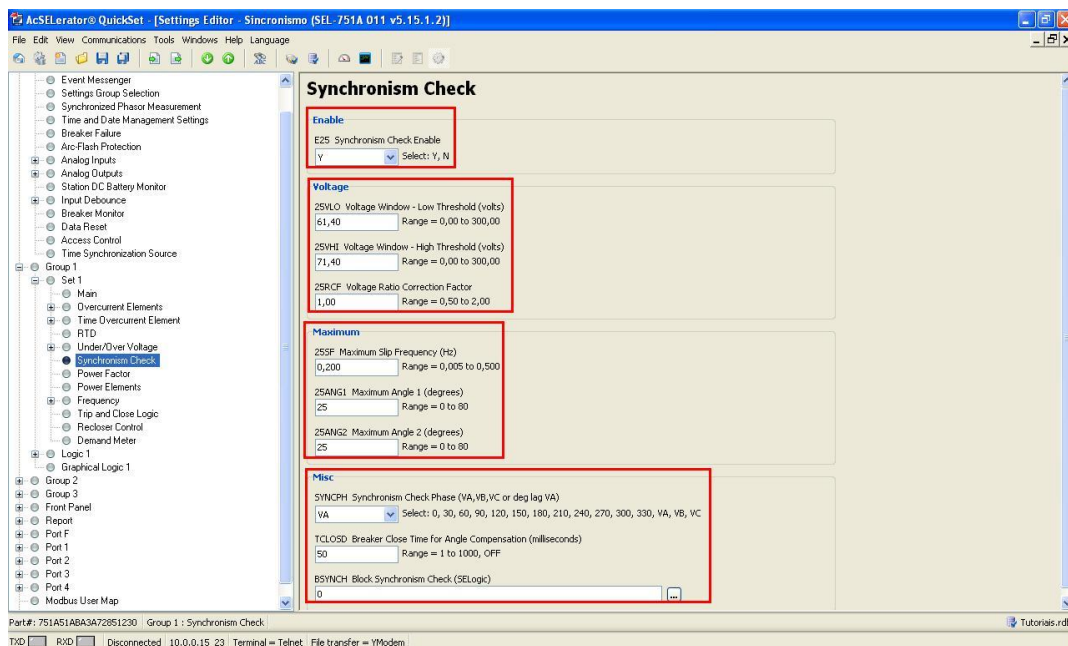 AcSELerator® QuickSet - [Settings Editor - Sincronismo (SEL-751A 011 v5.15.1.2)]
File Edit View Communications Tools Windows Help Language
Event Messenger
Settings Group Selection
Synchronized Phasor Measurement
Time and Date Management Settings
Breaker Failure
Arc-Flash Protection
Analog Inputs
Analog Outputs
Station DC Battery Monitor
Input Debounce
Breaker Monitor
Data Reset
Access Control
Time Synchronization Source
Group 1
Set 1
Main
Overcurrent Elements
Time Overcurrent Element
RTD
Under/Over Voltage
Synchronism Check
Power Factor
Power Elements
Frequency
Trip and Close Logic
Recloser Control
Demand Meter
Logic 1
Graphical Logic 1
Group 2
Group 3
Front Panel
Report
Port F
Port 1
Port 2
Port 3
Port 4
Modbus User Map
Synchronism Check
Enable
E25 Synchronism Check Enable
Y Select: Y, N
Voltage
25VLO Voltage Window - Low Threshold (volts)
61,40 Range = 0,00 to 300,00
25VHI Voltage Window - High Threshold (volts)
71,40 Range = 0,00 to 300,00
25RCF Voltage Ratio Correction Factor
1,00 Range = 0,50 to 2,00
Maximum
25SF Maximum Slip Frequency (Hz)
0,200 Range = 0,005 to 0,500
25ANG1 Maximum Angle 1 (degrees)
25 Range = 0 to 80
25ANG2 Maximum Angle 2 (degrees)
25 Range = 0 to 80
Misc
SYNCPH Synchronism Check Phase (VA,VB,VC or deg lag VA)
VA Select: 0, 30, 60, 90, 120, 150, 180, 210, 240, 270, 300, 330, VA, VB, VC
TCLOSD Breaker Close Time for Angle Compensation (milliseconds)
50 Range = 1 to 1000, OFF
BSYNCH Block Synchronism Check (SELogic)
0 ...
Part#: 751A51ABA3A72851230 Group 1 : Synchronism Check Tutoriais.rdb
TXD RXD Disconnected 10.0.0.15 23 Terminal = Telnet File transfer = YModem